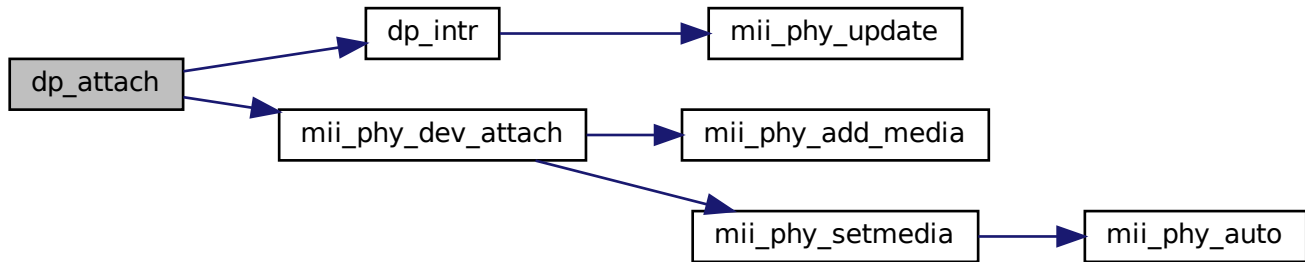 dp_intr
mii_phy_update
dp_attach
mii_phy_dev_attach
mii_phy_add_media
mii_phy_setmedia
mii_phy_auto